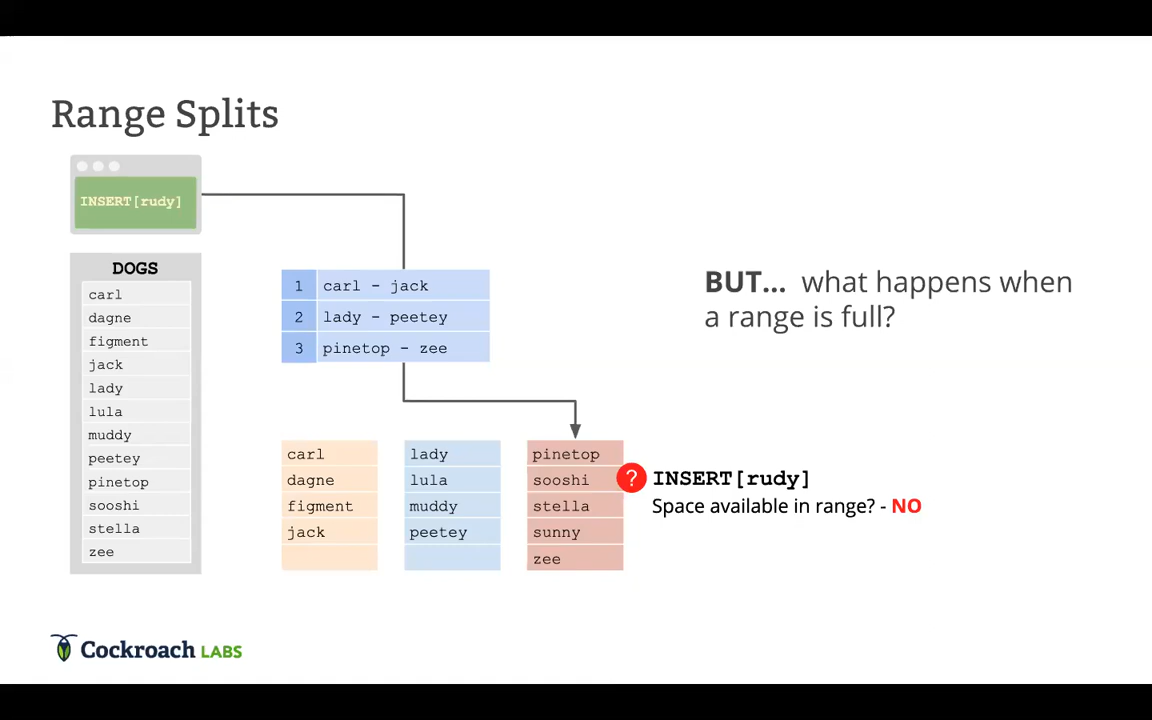 Range Splits
INSERT[rudy]
DOGS
carl
dagne
figment
jack
lady
lula
muddy
peetey
pinetop
sooshi
stella
zee
1 carl - jack
2 lady - peetey
3 pinetop - zee
BUT... what happens when
a range is full?
carl
dagne
figment
jack
lady
lula
muddy
peetey
pinetop
sooshi
stella
sunny
zee
? INSERT[rudy]
Space available in range? - NO
Cockroach LABS